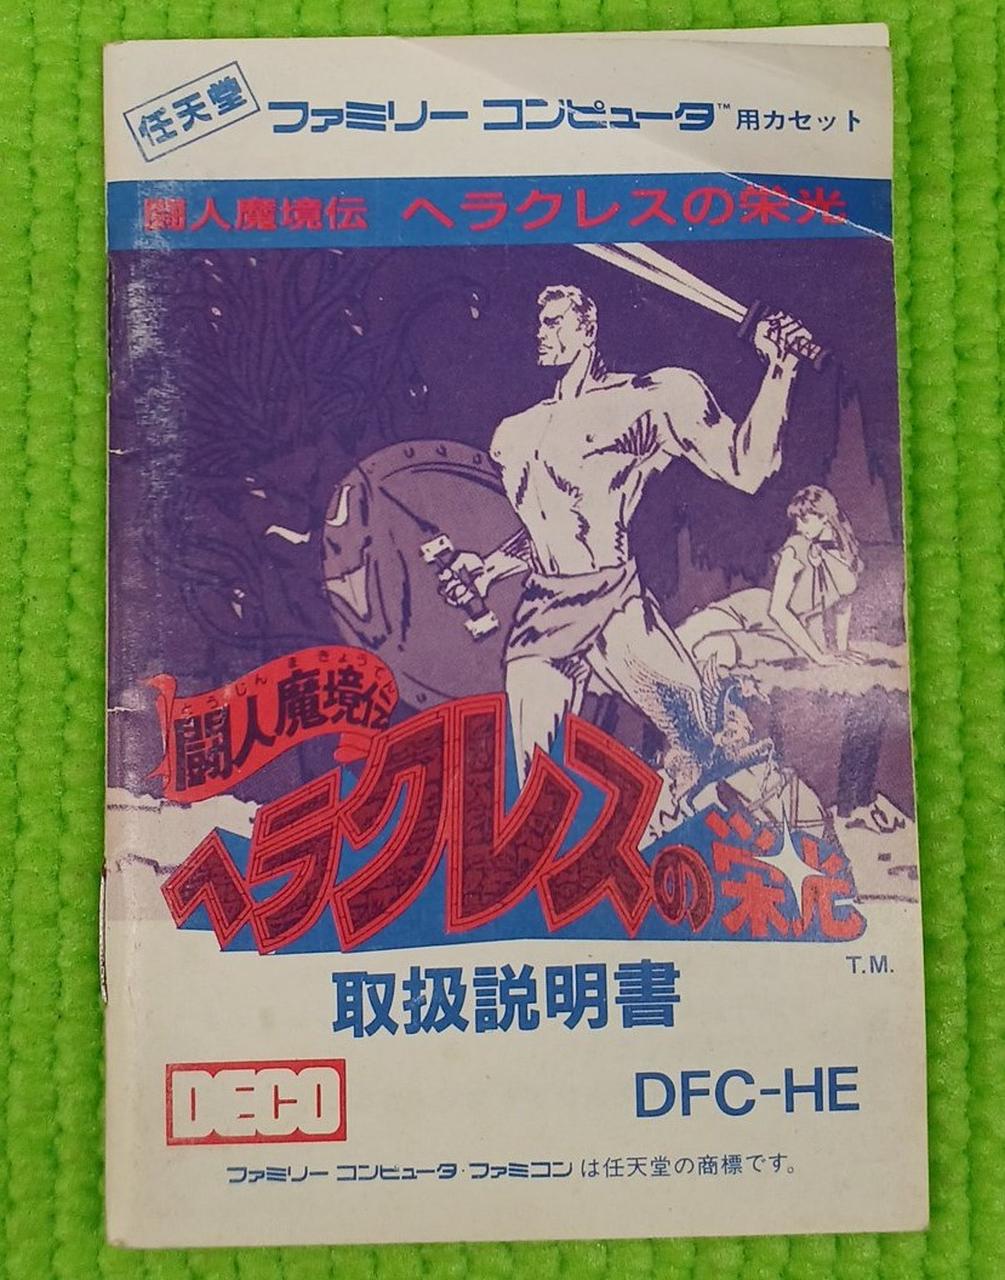 任天堂 ファミリー コンピュータ™用カセット
闘人魔境伝 ヘラクレスの栄光
とうじん まきょうでん
闘人魔境伝
ヘラクレスの栄光
T.M.
取扱説明書
DECO
DFC-HE
ファミリー コンピュータ・ファミコン は任天堂の商標です。